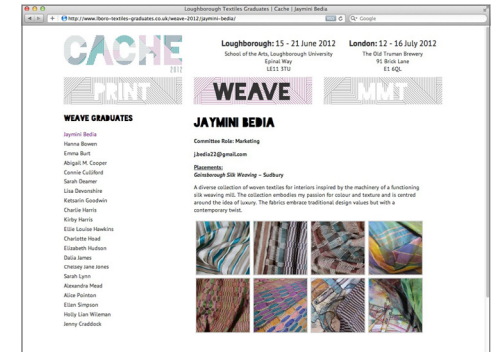 Loughborough Textiles Graduates | Cache | Jaymini Bedia
http://www.lboro-textiles-graduates.co.uk/weave-2012/jaymini-bedia/
Google
CACHE
2012
Loughborough: 15 - 21 June 2012
School of the Arts, Loughborough University
Epinal Way
LE11 3TU
London: 12 - 16 July 2012
The Old Truman Brewery
91 Brick Lane
E1 6QL
PRINT
WEAVE
MMT
WEAVE GRADUATES
Jaymini Bedia
Hanna Bowen
Emma Burt
Abigail M. Cooper
Connie Culliford
Sarah Deamer
Lisa Devonshire
Ketsarin Goodwin
Charlie Harris
Kirby Harris
Ellie Louise Hawkins
Charlotte Hoad
Elizabeth Hudson
Dalia James
Chelsey Jane Jones
Sarah Lynn
Alexandra Mead
Alice Pointon
Ellan Simpson
Holly Lian Wileman
Jenny Craddock
JAYMINI BEDIA
Committee Role: Marketing
j.bedia22@gmail.com
Placements:
Gainsborough Silk Weaving – Sudbury
A diverse collection of woven textiles for interiors inspired by the machinery of a functioning
silk weaving mill. The collection embodies my passion for colour and texture and is centred
around the idea of luxury. The fabrics embrace traditional design values but with a
contemporary twist.